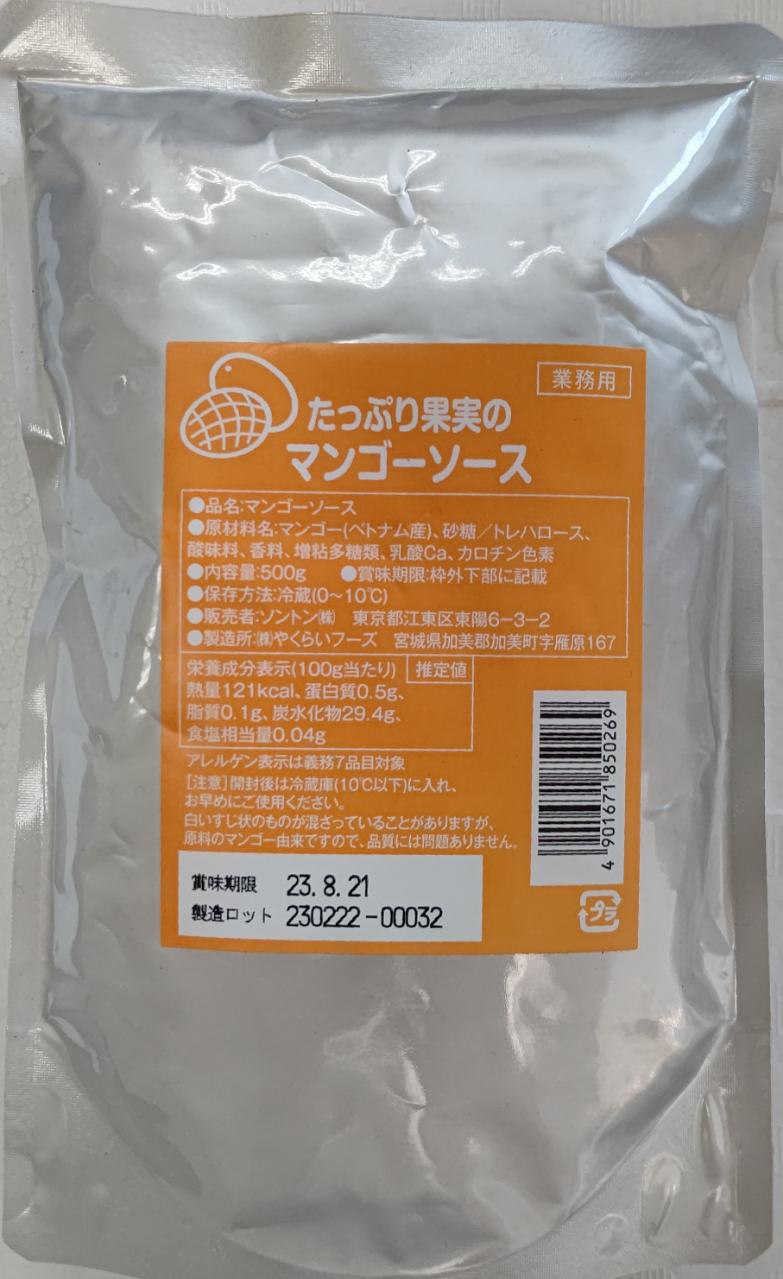 業務用
たっぷり果実の
マンゴーソース
●品名:マンゴーソース
●原材料名:マンゴー(ベトナム産)、砂糖／トレハロース、
酸味料、香料、増粘多糖類、乳酸Ca、カロチン色素
●内容量:500g ●賞味期限:枠外下部に記載
●保存方法:冷蔵(0〜10℃)
●販売者:ソントン㈱ 東京都江東区東陽6-3-2
●製造所:㈱やくらいフーズ 宮城県加美郡加美町字雁原167
栄養成分表示(100g当たり) 推定値
熱量121kcal、蛋白質0.5g、
脂質0.1g、炭水化物29.4g、
食塩相当量0.04g
アレルゲン表示は義務7品目対象
[注意]開封後は冷蔵庫(10℃以下)に入れ、
お早めにご使用ください。
白いすじ状のものが混ざっていることがありますが、
原料のマンゴー由来ですので、品質には問題ありません。
賞味期限 23.8.21
製造ロット 230222-00032
4 901671 850269
プラ